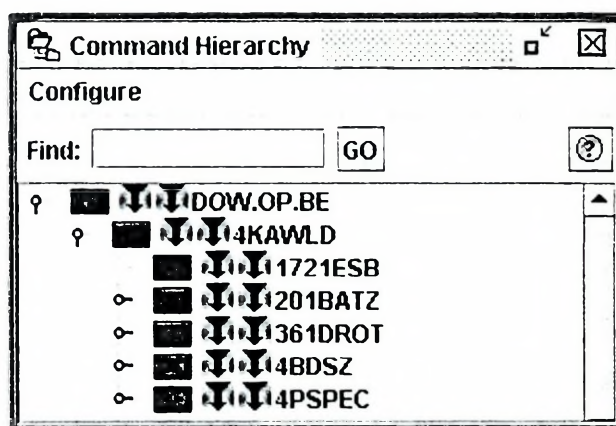 Command Hierarchy
Configure
Find: GO ?
DOW.OP.BE
4KAWLD
1721ESB
201BATZ
361DROT
4BDSZ
4PSPEC